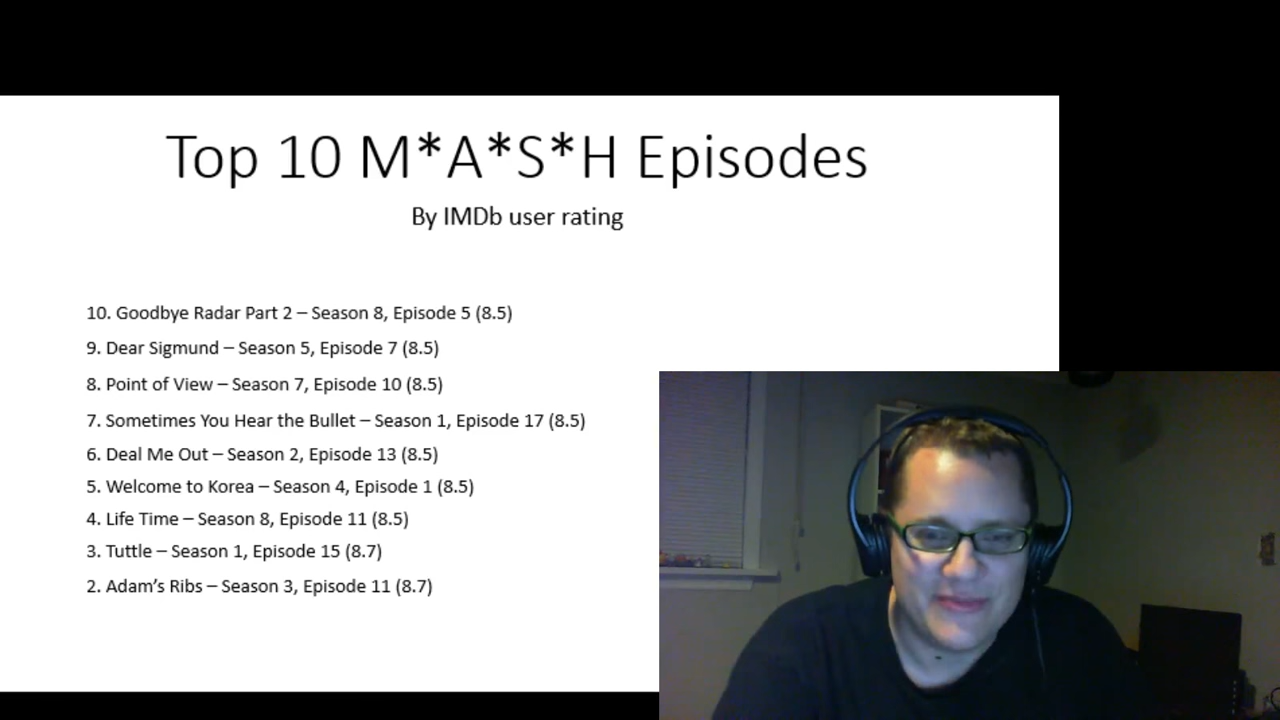 Top 10 M*A*S*H Episodes
By IMDb user rating
10. Goodbye Radar Part 2 – Season 8, Episode 5 (8.5)
9. Dear Sigmund – Season 5, Episode 7 (8.5)
8. Point of View – Season 7, Episode 10 (8.5)
7. Sometimes You Hear the Bullet – Season 1, Episode 17 (8.5)
6. Deal Me Out – Season 2, Episode 13 (8.5)
5. Welcome to Korea – Season 4, Episode 1 (8.5)
4. Life Time – Season 8, Episode 11 (8.5)
3. Tuttle – Season 1, Episode 15 (8.7)
2. Adam’s Ribs – Season 3, Episode 11 (8.7)